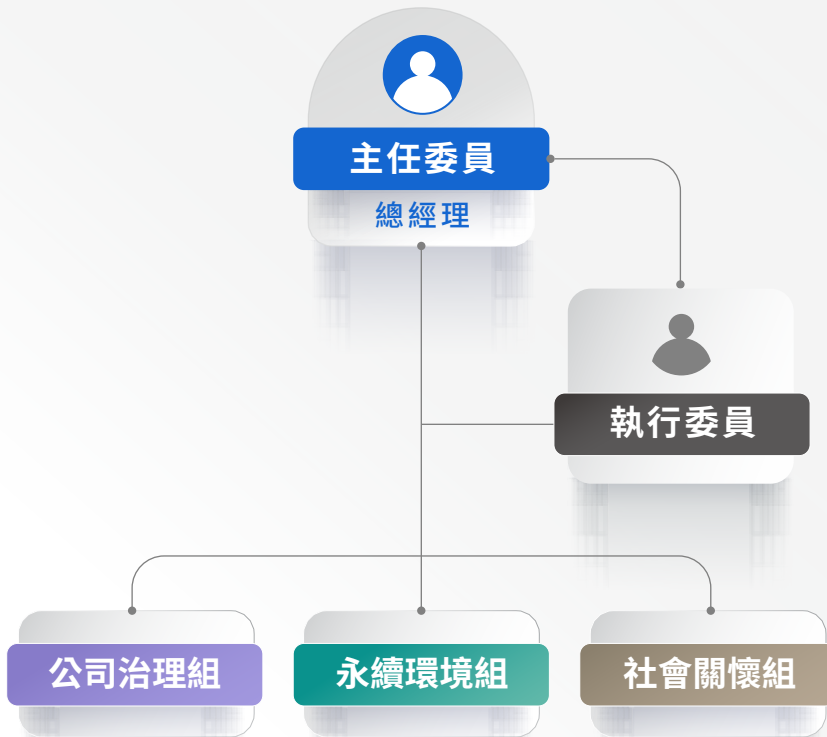 主任委員
總經理
執行委員
公司治理組
永續環境組
社會關懷組